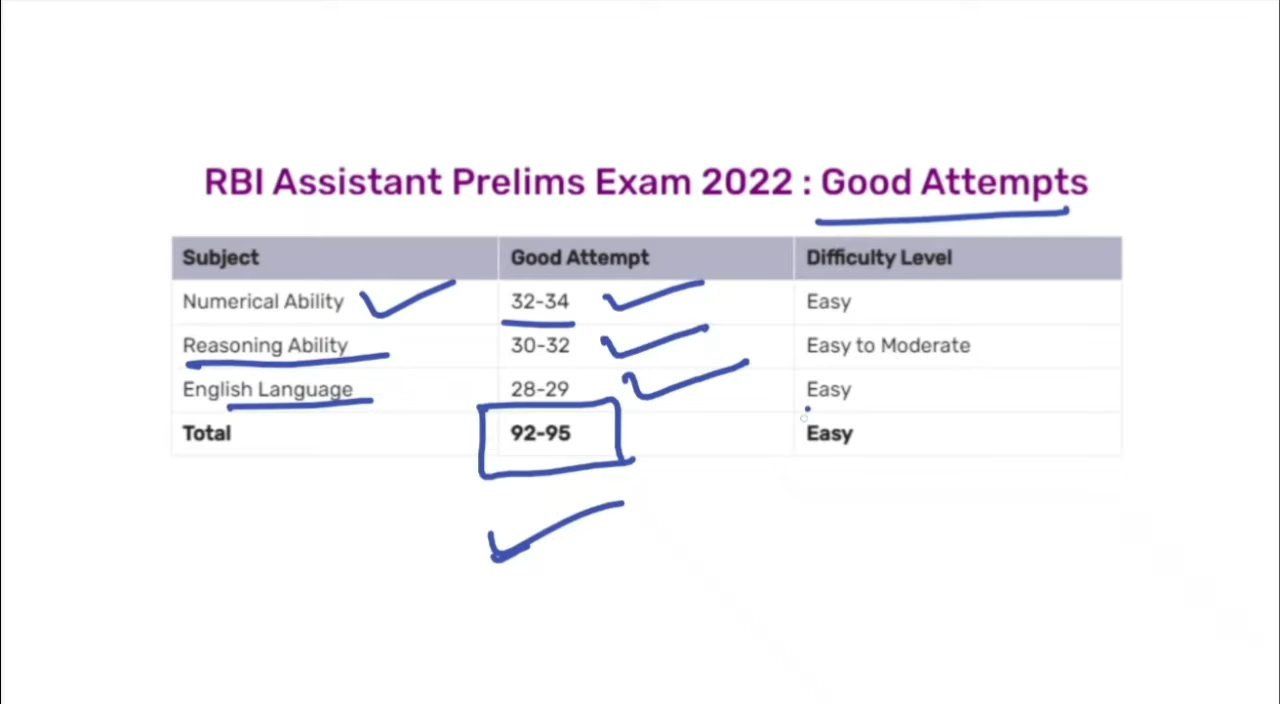 RBI Assistant Prelims Exam 2022 : Good Attempts
Subject Good Attempt Difficulty Level
Numerical Ability 32-34 Easy
Reasoning Ability 30-32 Easy to Moderate
English Language 28-29 Easy
Total 92-95 Easy